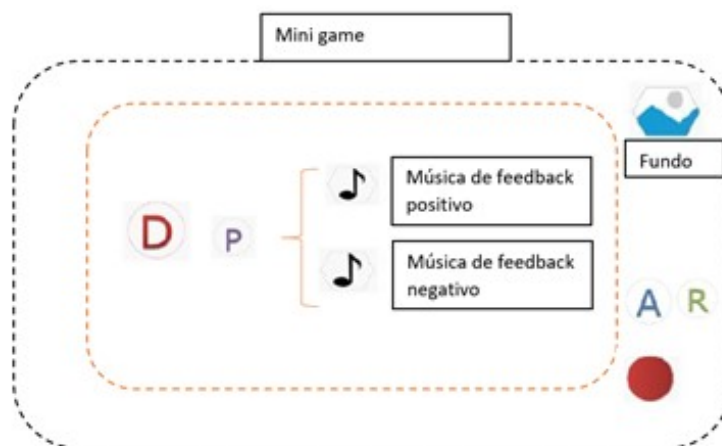 Mini game
Fundo
D
P
Música de feedback
positivo
Música de feedback
negativo
A
R